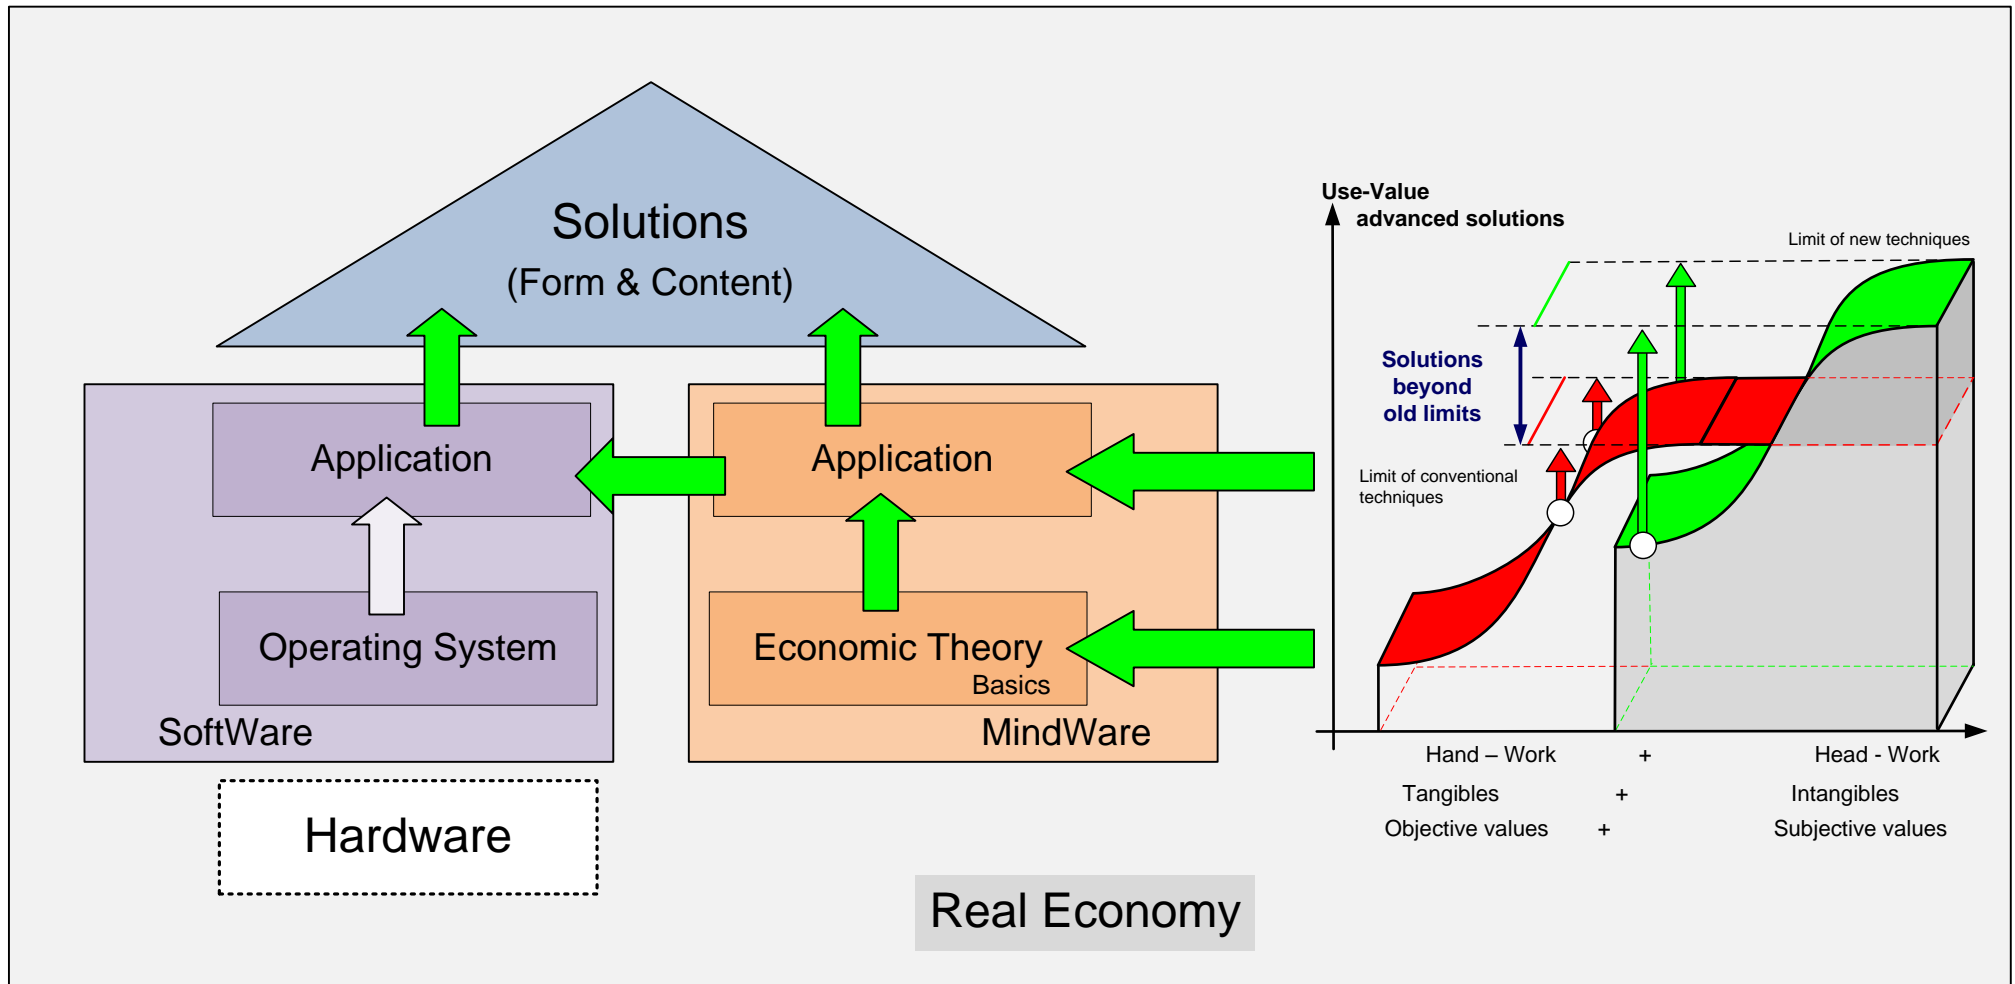 Solutions
(Form & Content)
Application
Operating System
SoftWare
Hardware
Application
Economic Theory
Basics
MindWare
Real Economy
Use-Value
advanced solutions
Limit of new techniques
Solutions
beyond
old limits
Limit of conventional
techniques
Hand – Work + Head - Work
Tangibles + Intangibles
Objective values + Subjective values